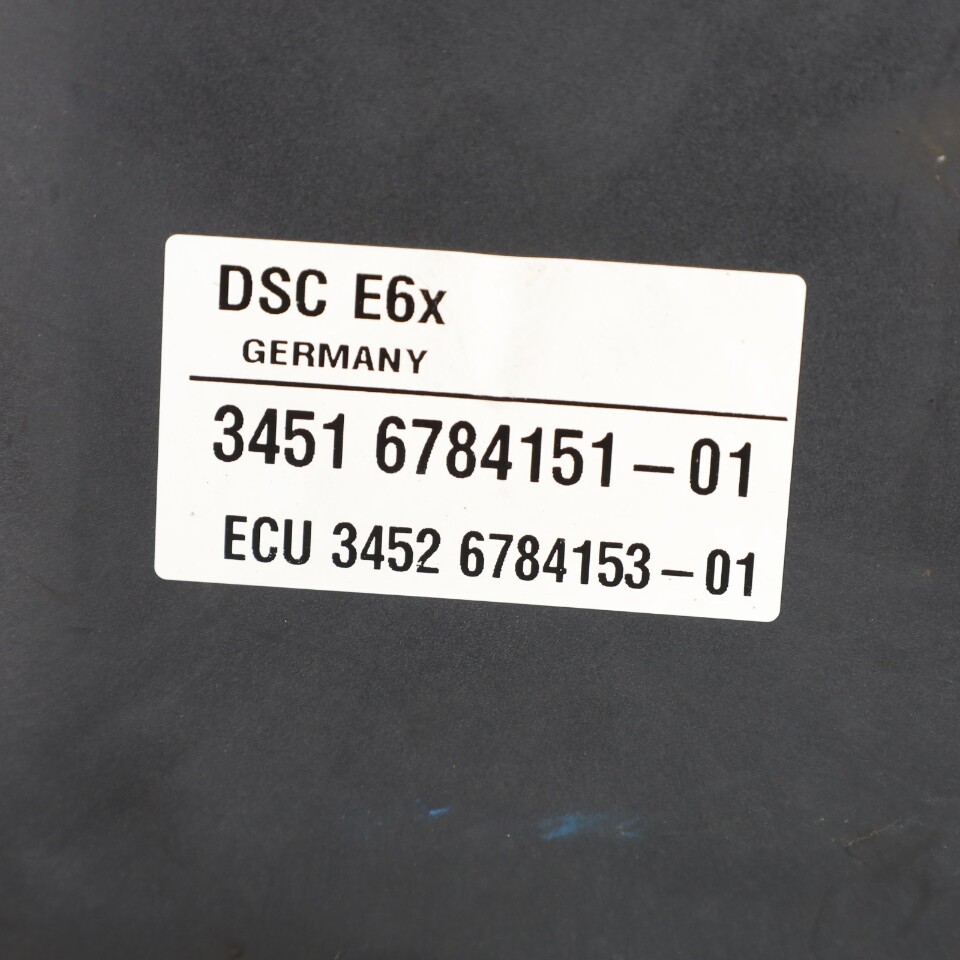 DSC E6x
GERMANY
3451 6784151-01
ECU 3452 6784153-01